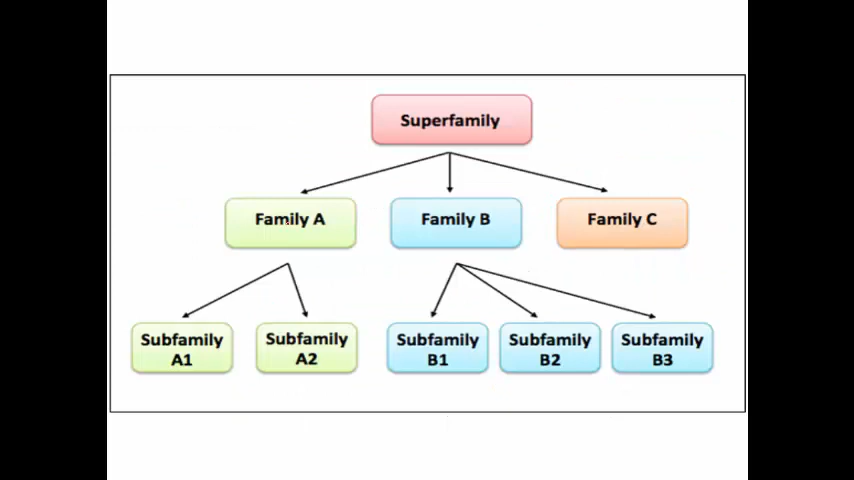 Superfamily
Family A
Family B
Family C
Subfamily
A1
Subfamily
A2
Subfamily
B1
Subfamily
B2
Subfamily
B3